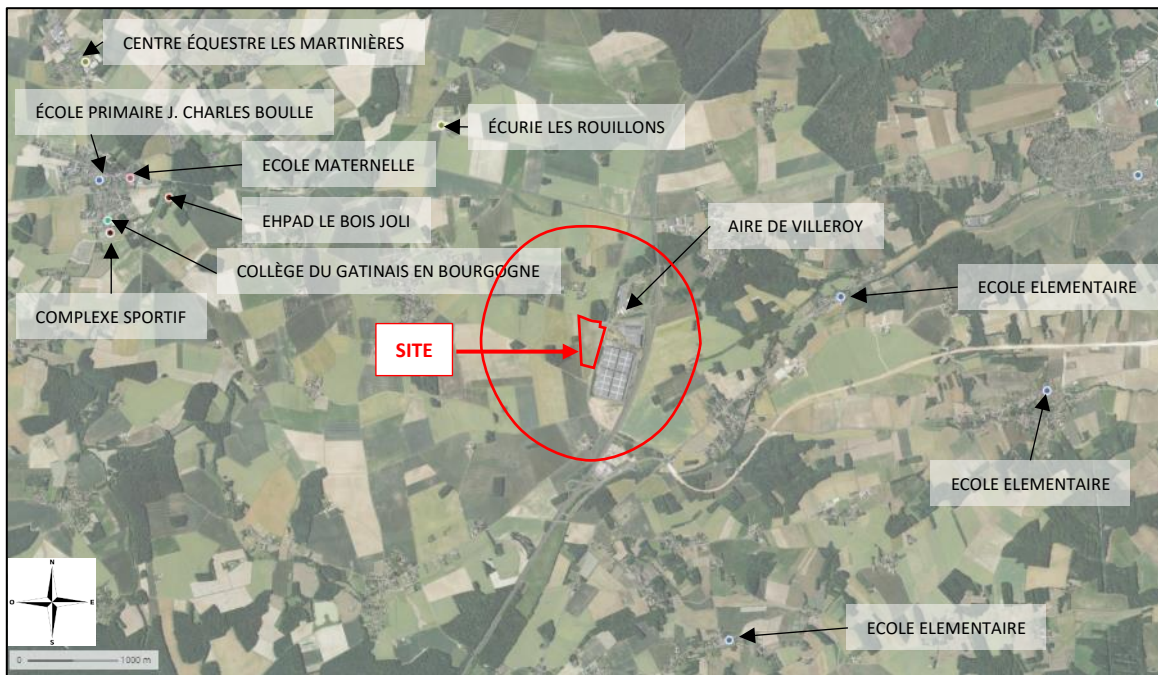 CENTRE ÉQUESTRE LES MARTINIÈRES
ÉCOLE PRIMAIRE J. CHARLES BOULLE
ÉCURIE LES ROUILLONS
ECOLE MATERNELLE
EHPAD LE BOIS JOLI
AIRE DE VILLEROY
COLLÈGE DU GATINAIS EN BOURGOGNE
ECOLE ELEMENTAIRE
COMPLEXE SPORTIF
SITE
ECOLE ELEMENTAIRE
N
O E
S
ECOLE ELEMENTAIRE
0 1000 m